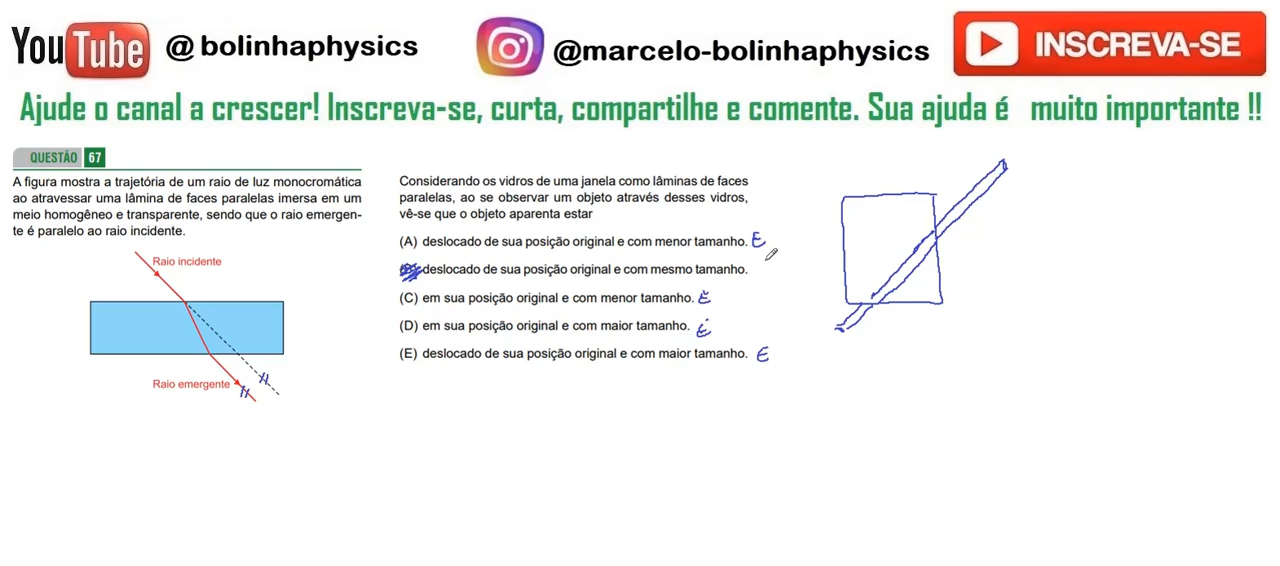 YouTube @ bolinhaphysics @marcelo-bolinhaphysics INSCREVA-SE
Ajude o canal a crescer! Inscreva-se, curta, compartilhe e comente. Sua ajuda é muito importante !!
QUESTÃO 67
A figura mostra a trajetória de um raio de luz monocromática
ao atravessar uma lâmina de faces paralelas imersa em um
meio homogêneo e transparente, sendo que o raio emergen-
te é paralelo ao raio incidente.
Raio incidente
Raio emergente
Considerando os vidros de uma janela como lâminas de faces
paralelas, ao se observar um objeto através desses vidros,
vê-se que o objeto aparenta estar
(A) deslocado de sua posição original e com menor tamanho. E
deslocado de sua posição original e com mesmo tamanho.
(C) em sua posição original e com menor tamanho. E
(D) em sua posição original e com maior tamanho. E
(E) deslocado de sua posição original e com maior tamanho. E